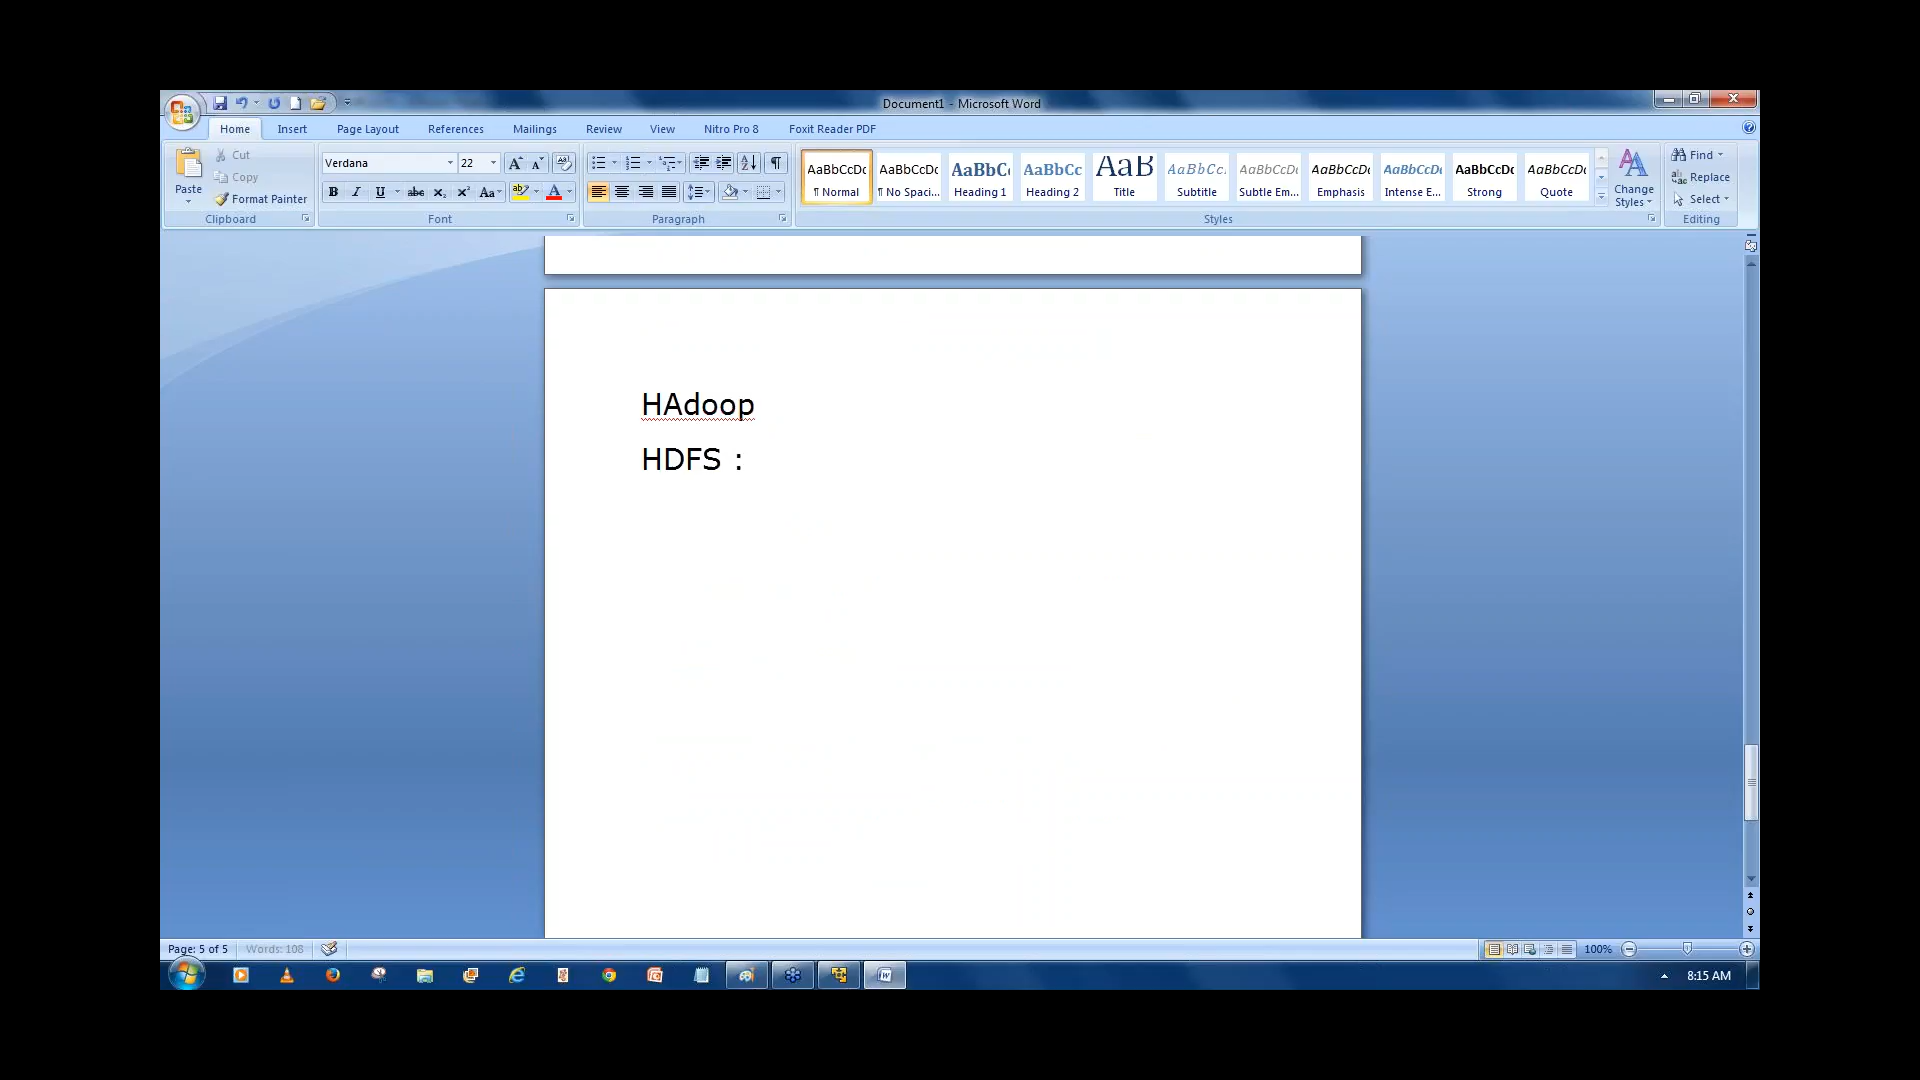 Document1 - Microsoft Word
Home Insert Page Layout References Mailings Review View Nitro Pro 8 Foxit Reader PDF
Paste
Cut
Copy
Format Painter
Clipboard
Verdana 22
Font
Paragraph
AaBbCcDc AaBbCcDc AaBbC AaBbCc AaB AaBbCc. AaBbCcDc AaBbCcDc AaBbCcDc AaBbCcDc AaBbCcDc
¶ Normal ¶ No Spaci... Heading 1 Heading 2 Title Subtitle Subtle Em... Emphasis Intense E... Strong Quote
Styles
Change Styles
Find
Replace
Select
Editing
HAdoop
HDFS :
Page: 5 of 5 Words: 108 100%
8:15 AM